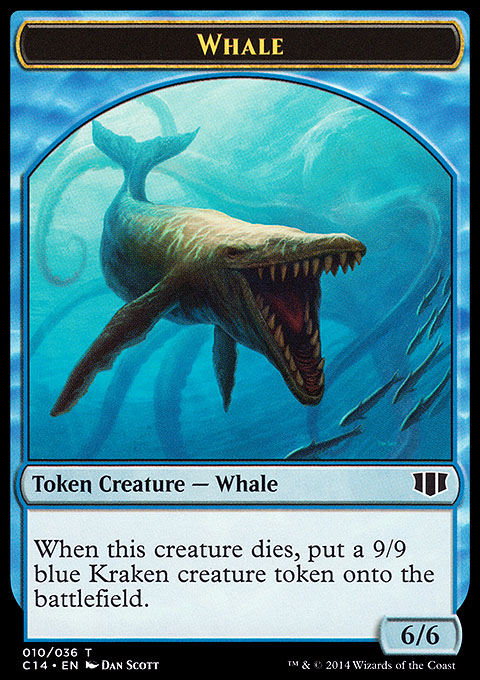 WHALE
Token Creature — Whale
When this creature dies, put a 9/9
blue Kraken creature token onto the
battlefield.
6/6
010/036 T
C14 • EN DAN SCOTT
™ & © 2014 Wizards of the Coast